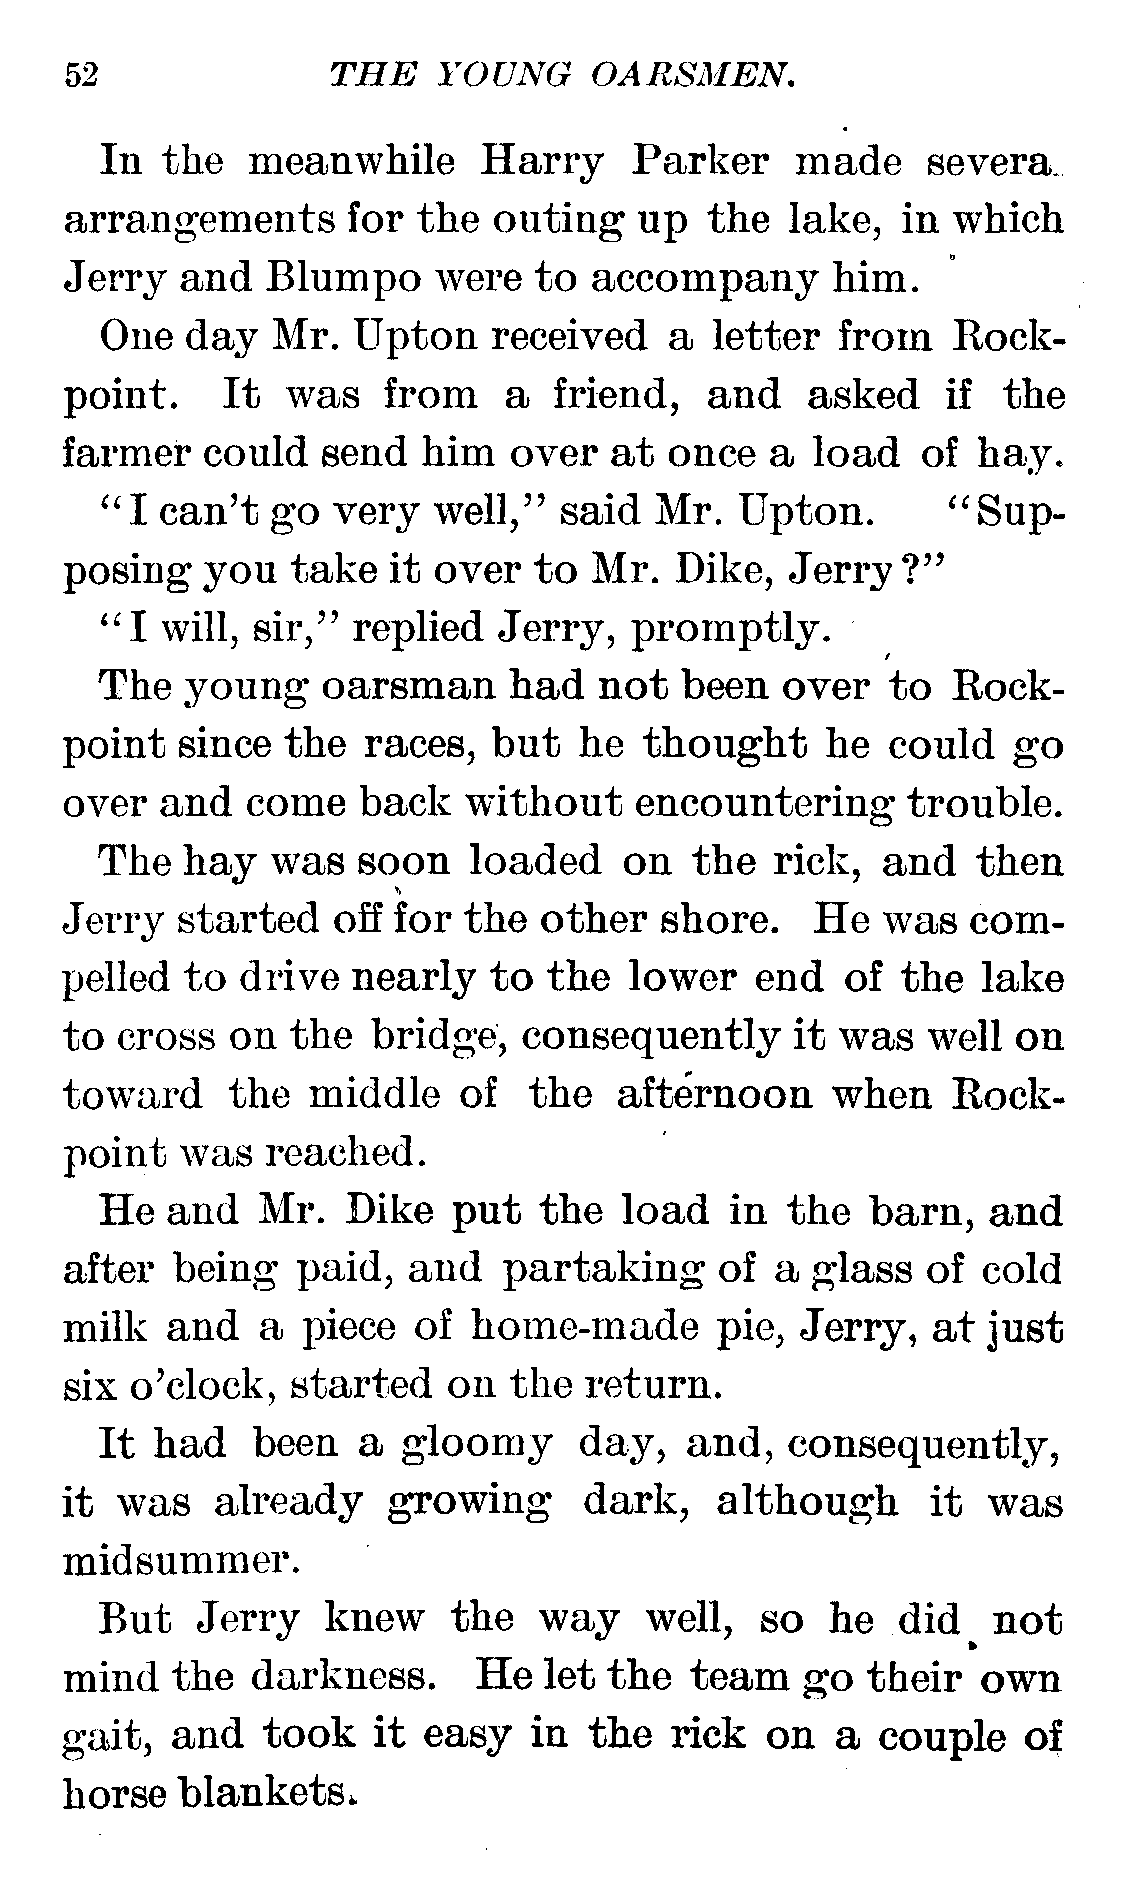 52 THE YOUNG OARSMEN.
In the meanwhile Harry Parker made severa
arrangements for the outing up the lake, in which
Jerry and Blumpo were to accompany him.
One day Mr. Upton received a letter from Rock-
point. It was from a friend, and asked if the
farmer could send him over at once a load of hay.
“I can’t go very well,” said Mr. Upton. “Sup-
posing you take it over to Mr. Dike, Jerry?”
“I will, sir,” replied Jerry, promptly.
The young oarsman had not been over to Rock-
point since the races, but he thought he could go
over and come back without encountering trouble.
The hay was soon loaded on the rick, and then
Jerry started off for the other shore. He was com-
pelled to drive nearly to the lower end of the lake
to cross on the bridge, consequently it was well on
toward the middle of the afternoon when Rock-
point was reached.
He and Mr. Dike put the load in the barn, and
after being paid, and partaking of a glass of cold
milk and a piece of home-made pie, Jerry, at just
six o’clock, started on the return.
It had been a gloomy day, and, consequently,
it was already growing dark, although it was
midsummer.
But Jerry knew the way well, so he did not
mind the darkness. He let the team go their own
gait, and took it easy in the rick on a couple of
horse blankets.